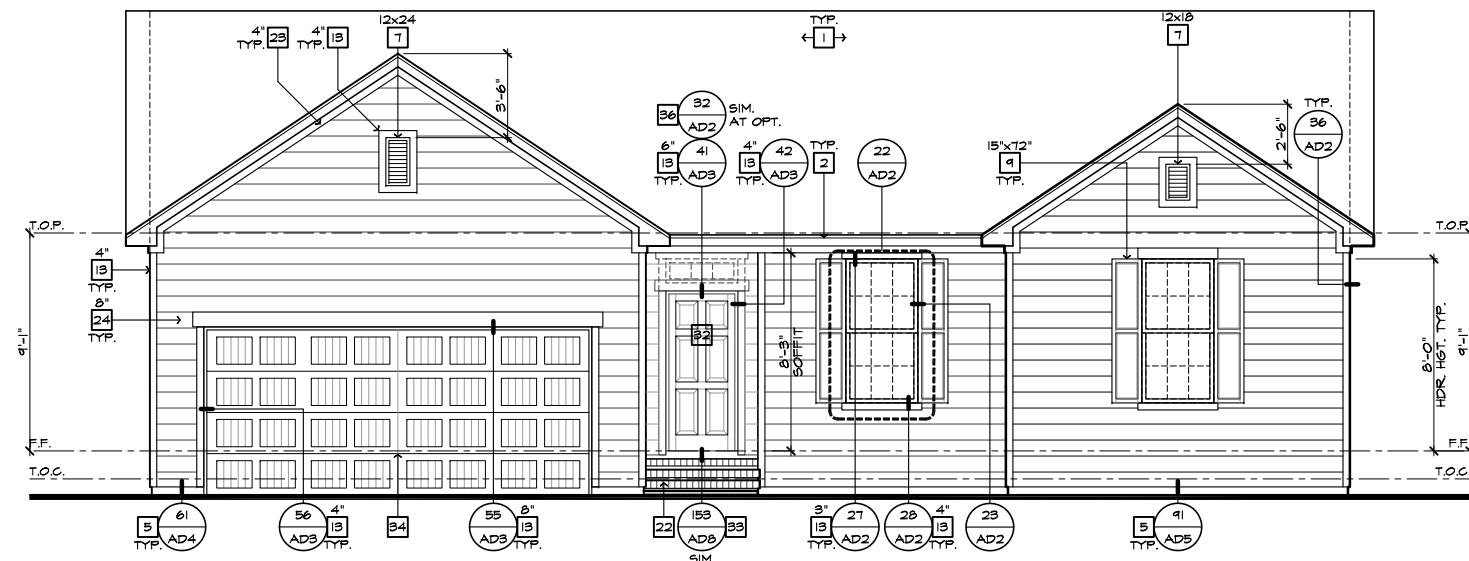 12x24
7
4"
TYP. 23
4"
TYP. 13
3'-6"
TYP.
1
12x18
7
2'-6"
TYP.
36
AD2
36
32
AD2
SIM.
AT OPT.
6"
13
TYP.
41
AD3
4"
13
TYP.
42
AD3
TYP.
2
22
AD2
15"x72"
9
TYP.
T.O.P.
T.O.P.
4"
13
TYP.
8"
24
TYP.
9'-1"
32
8'-3"
SOFFIT
8'-0"
HDR. HGT. TYP.
9'-1"
F.F.
F.F.
T.O.C.
T.O.C.
5
TYP.
61
AD4
56
AD3
4"
13
TYP.
34
55
AD3
8"
13
TYP.
22
153
AD8
33
SIM.
3"
13
TYP.
27
AD2
28
AD2
4"
13
TYP.
23
AD2
5
TYP.
91
AD5